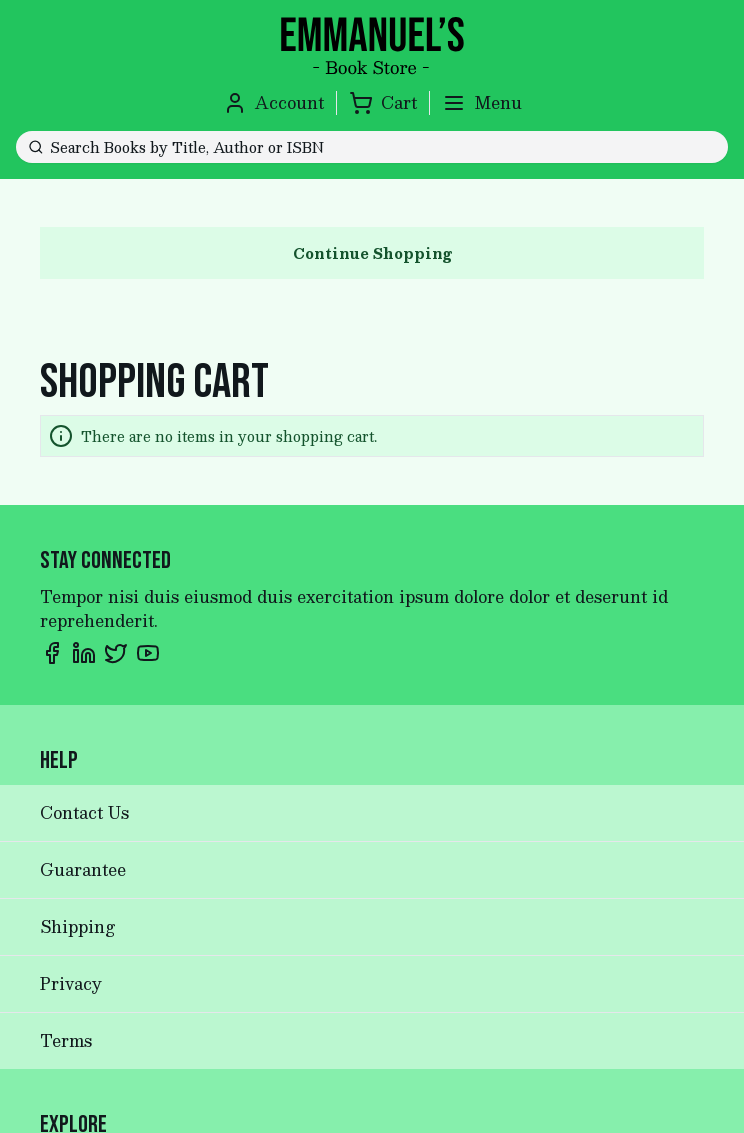 EMMANUEL’S
- Book Store -
Account
Cart
Menu
Search Books by Title, Author or ISBN
Continue Shopping
SHOPPING CART
There are no items in your shopping cart.
STAY CONNECTED
Tempor nisi duis eiusmod duis exercitation ipsum dolore dolor et deserunt id
reprehenderit.
HELP
Contact Us
Guarantee
Shipping
Privacy
Terms
EXPLORE